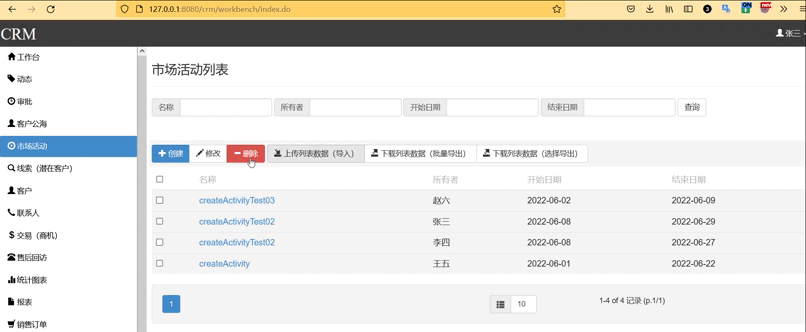 127.0.0.1:8080/crm/workbench/index.do
CRM
张三
工作台
动态
审批
客户公海
市场活动
线索（潜在客户）
客户
联系人
交易（商机）
售后回访
统计图表
报表
销售订单
市场活动列表
名称 所有者 开始日期 结束日期 查询
创建 修改 删除 上传列表数据（导入） 下载列表数据（批量导出） 下载列表数据（选择导出）
名称 所有者 开始日期 结束日期
createActivityTest03 赵六 2022-06-02 2022-06-09
createActivityTest02 张三 2022-06-08 2022-06-29
createActivityTest02 李四 2022-06-08 2022-06-27
createActivity 王五 2022-06-01 2022-06-22
1 10 1-4 of 4 记录 (p.1/1)